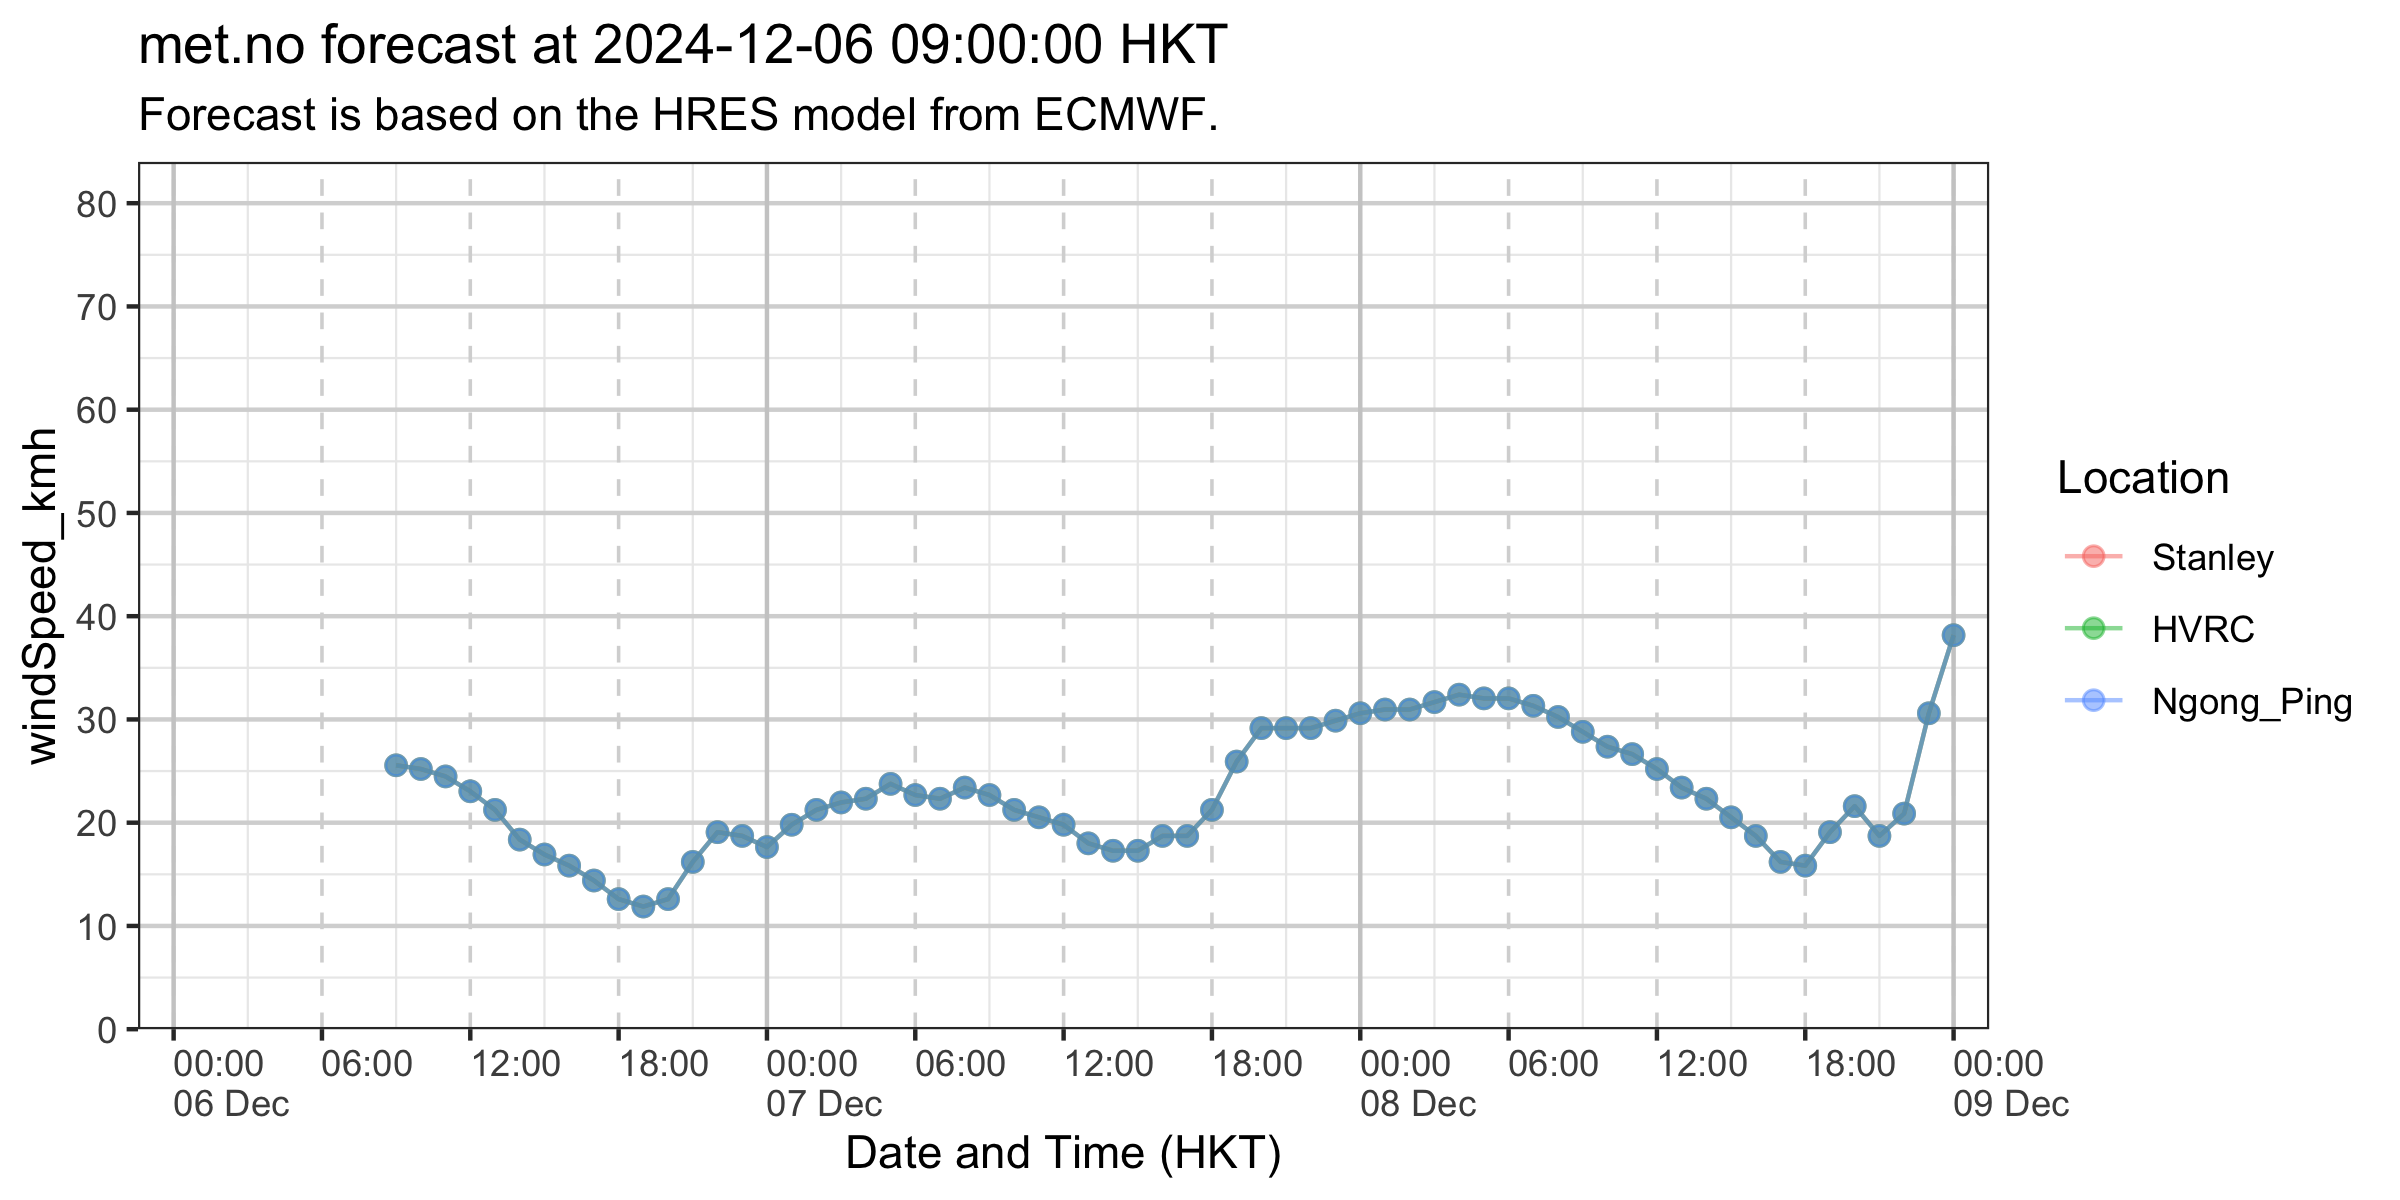 met.no forecast at 2024-12-06 09:00:00 HKT
Forecast is based on the HRES model from ECMWF.
windSpeed_kmh
80
70
60
50
40
30
20
10
0
00:00 06:00 12:00 18:00 00:00 06:00 12:00 18:00 00:00 06:00 12:00 18:00 00:00
06 Dec 07 Dec 08 Dec 09 Dec
Date and Time (HKT)
Location
Stanley
HVRC
Ngong_Ping